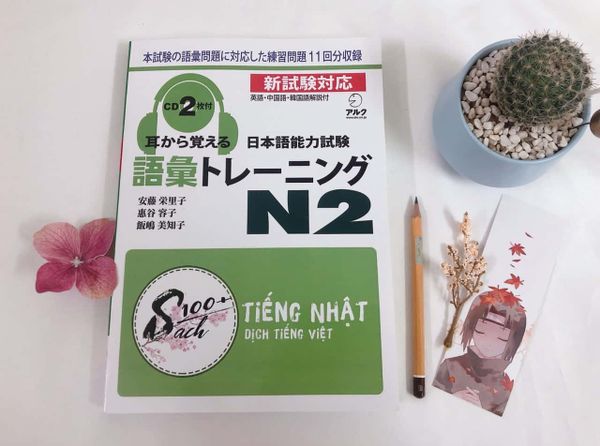 本試験の語彙問題に対応した練習問題11回分収録
新試験対応
英語・中国語・韓国語解説付
CD2枚付
アルク
耳から覚える 日本語能力試験
語彙トレーニング
N2
安藤 栄里子
惠谷 容子
飯嶋 美知子
100+
Sách
TIẾNG NHẬT
DỊCH TIẾNG VIỆT